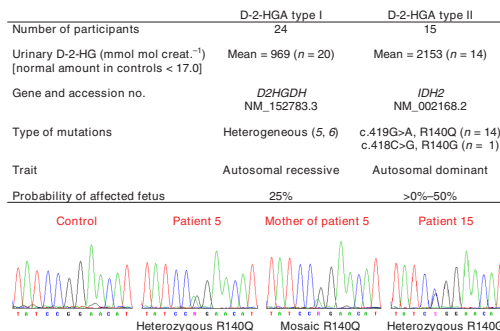 D-2-HGA type I D-2-HGA type II
Number of participants 24 15
Urinary D-2-HG (mmol mol creat.⁻¹) Mean = 969 (n = 20) Mean = 2153 (n = 14)
[normal amount in controls < 17.0]
Gene and accession no. D2HGDH IDH2
NM_152783.3 NM_002168.2
Type of mutations Heterogeneous (5, 6) c.419G>A, R140Q (n = 14)
c.418C>G, R140G (n = 1)
Trait Autosomal recessive Autosomal dominant
Probability of affected fetus 25% >0%–50%
Control Patient 5 Mother of patient 5 Patient 15
T A T C C G G A A C A T
Heterozygous R140Q Mosaic R140Q Heterozygous R140G